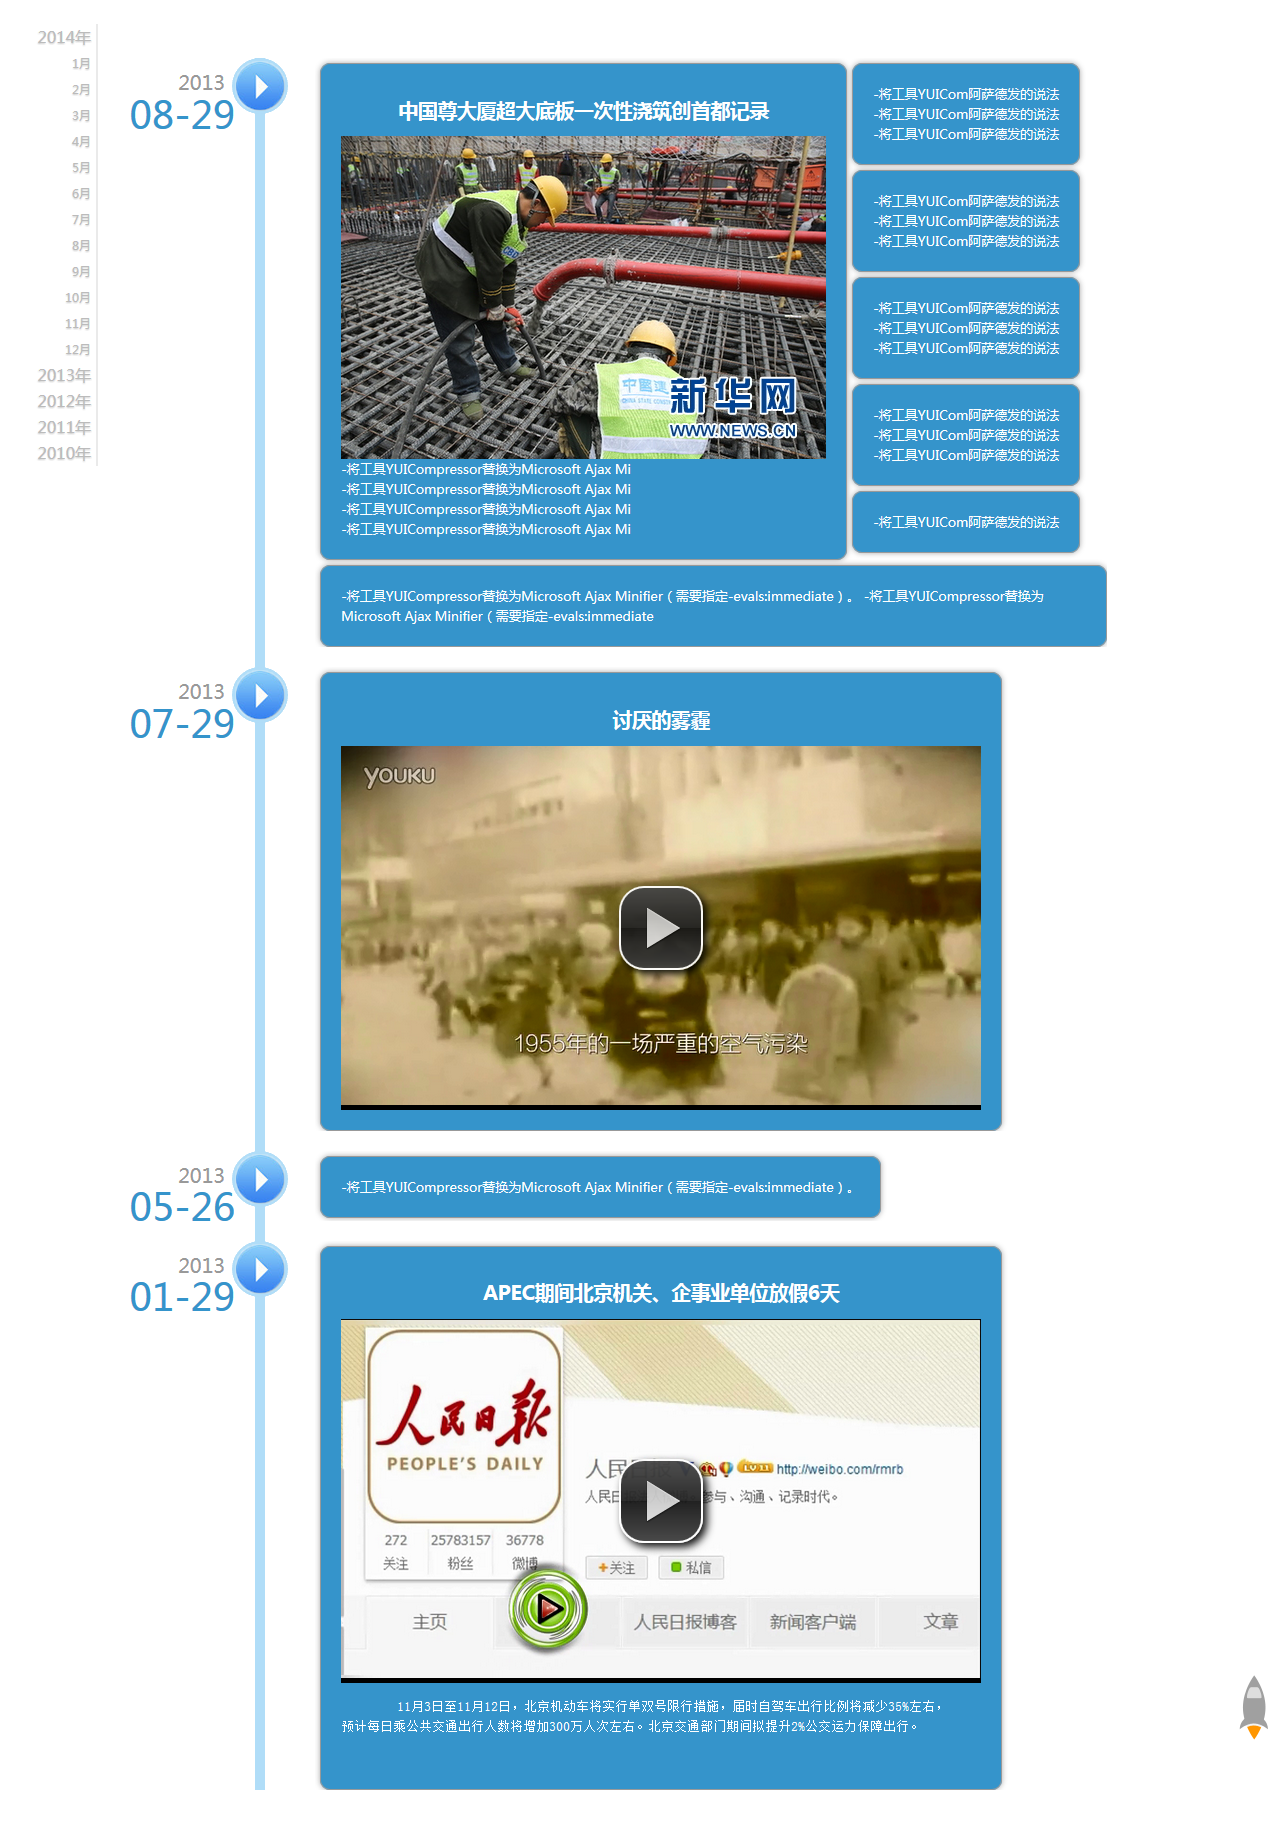 2014年
1月
2月
3月
4月
5月
6月
7月
8月
9月
10月
11月
12月
2013年
2012年
2011年
2010年
2013
08-29
中国尊大厦超大底板一次性浇筑创首都记录
中国建
CHINA STATE CONS
新华网
WWW.NEWS.CN
-将工具YUICompressor替换为Microsoft Ajax Mi
-将工具YUICompressor替换为Microsoft Ajax Mi
-将工具YUICompressor替换为Microsoft Ajax Mi
-将工具YUICompressor替换为Microsoft Ajax Mi
-将工具YUICom阿萨德发的说法
-将工具YUICom阿萨德发的说法
-将工具YUICom阿萨德发的说法
-将工具YUICom阿萨德发的说法
-将工具YUICom阿萨德发的说法
-将工具YUICom阿萨德发的说法
-将工具YUICom阿萨德发的说法
-将工具YUICom阿萨德发的说法
-将工具YUICom阿萨德发的说法
-将工具YUICom阿萨德发的说法
-将工具YUICom阿萨德发的说法
-将工具YUICom阿萨德发的说法
-将工具YUICom阿萨德发的说法
-将工具YUICompressor替换为Microsoft Ajax Minifier（需要指定-evals:immediate）。 -将工具YUICompressor替换为
Microsoft Ajax Minifier（需要指定-evals:immediate
2013
07-29
讨厌的雾霾
YOUKU
1955年的一场严重的空气污染
2013
05-26
-将工具YUICompressor替换为Microsoft Ajax Minifier（需要指定-evals:immediate）。
2013
01-29
APEC期间北京机关、企事业单位放假6天
人民日报
PEOPLE'S DAILY
人民日报 LV 11 http://weibo.com/rmrb
人民日 参与、沟通、记录时代。
272 25783157 36778
关注 粉丝 微博
+关注 私信
主页 人民日报博客 新闻客户端 文章
11月3日至11月12日，北京机动车将实行单双号限行措施，届时自驾车出行比例将减少35%左右，
预计每日乘公共交通出行人数将增加300万人次左右。北京交通部门期间拟提升2%公交运力保障出行。